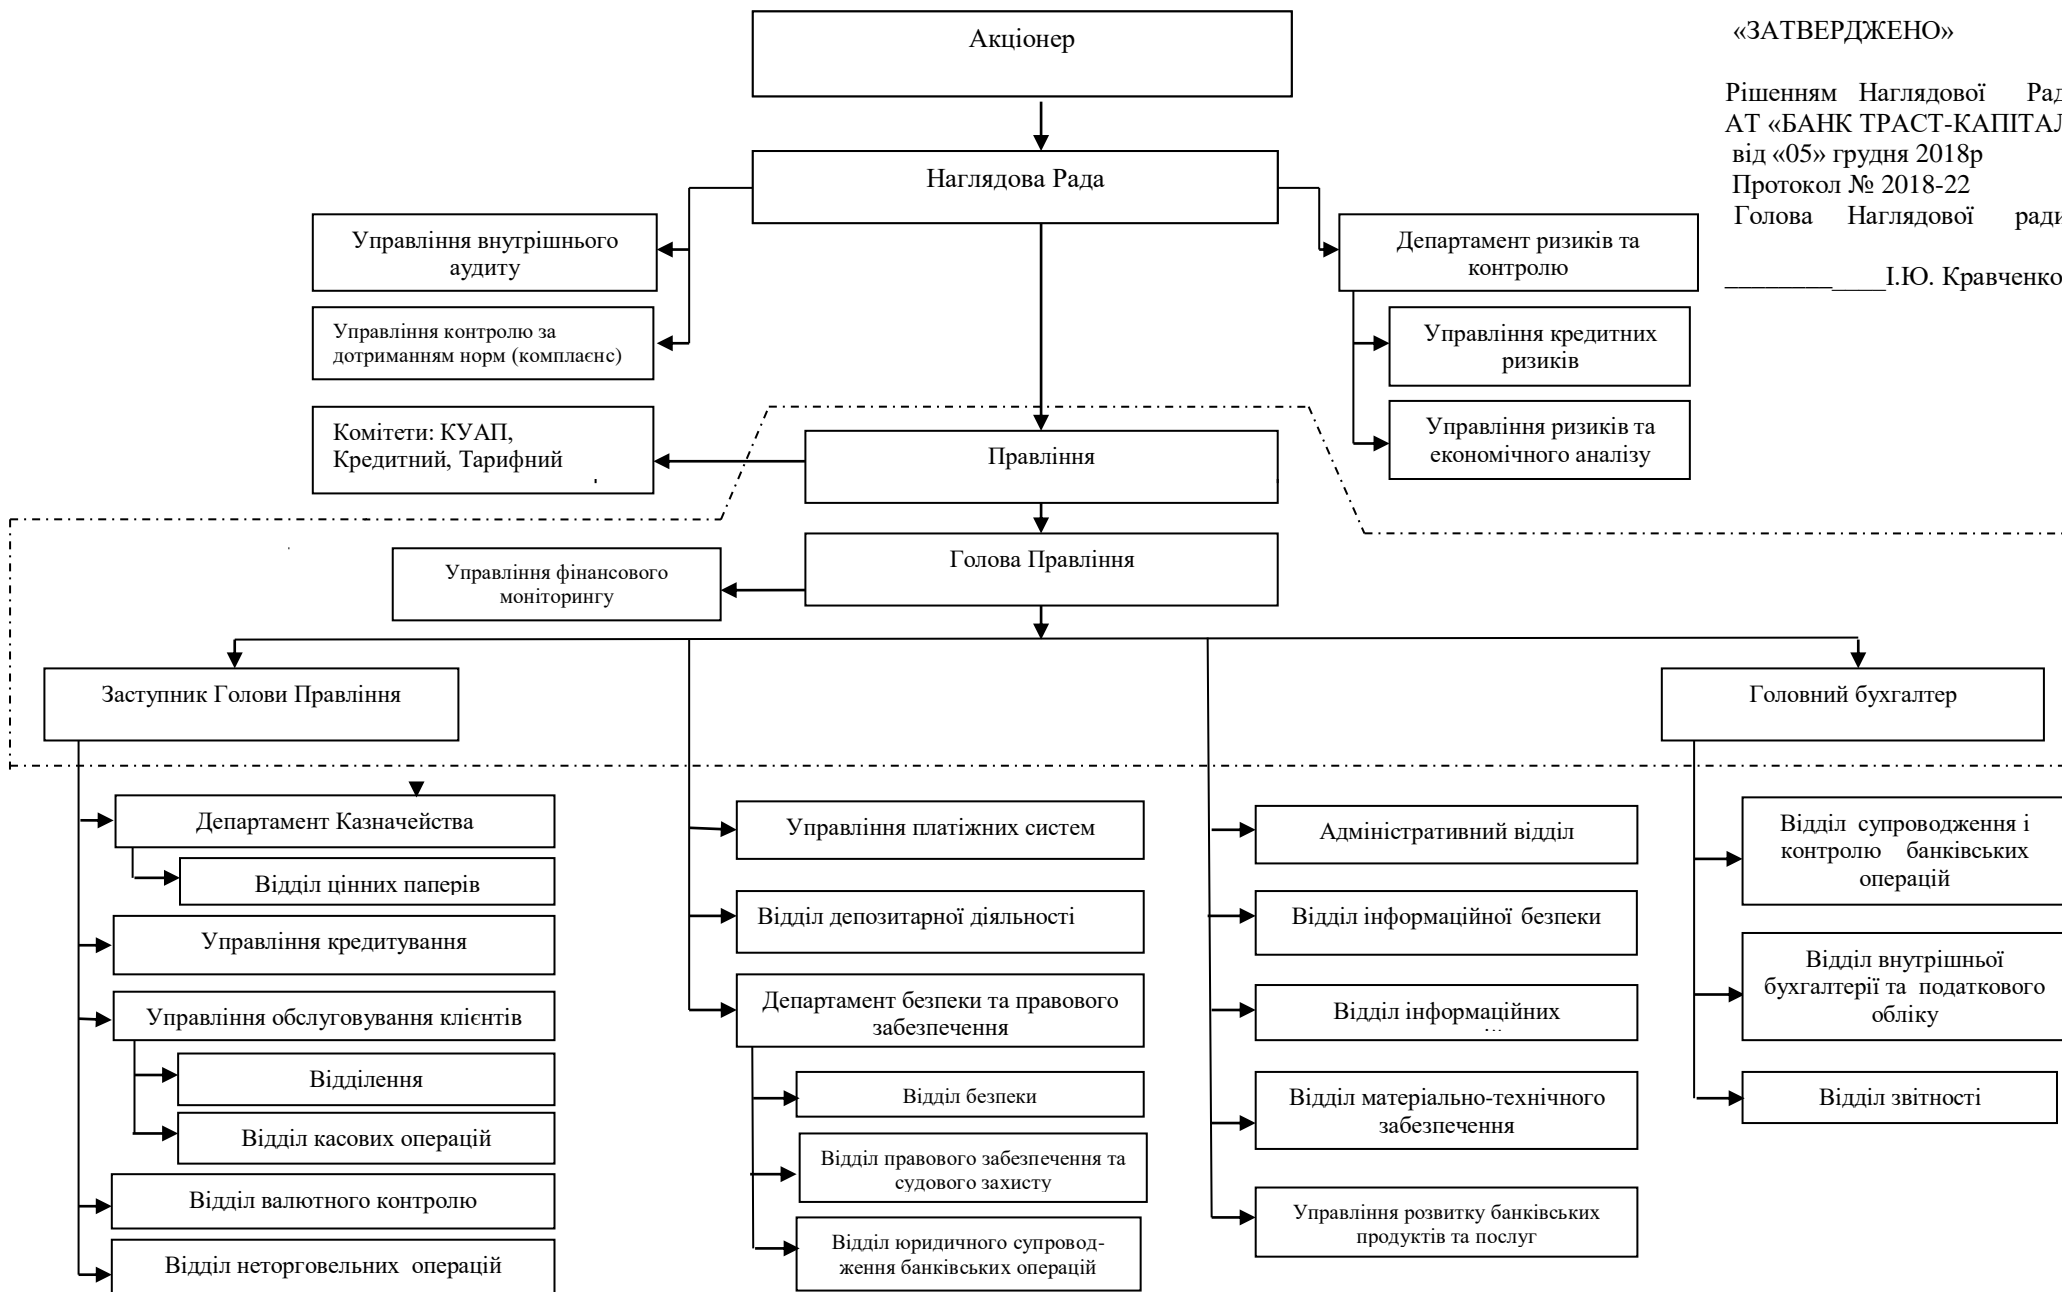 Акціонер
«ЗАТВЕРДЖЕНО»
Рішенням Наглядової Рад
АТ «БАНК ТРАСТ-КАПІТАЛ
від «05» грудня 2018р
Протокол № 2018-22
Голова Наглядової ради
____________І.Ю. Кравченко
Наглядова Рада
Управління внутрішнього
аудиту
Департамент ризиків та
контролю
Управління контролю за
дотриманням норм (комплаєнс)
Управління кредитних
ризиків
Комітети: КУАП,
Кредитний, Тарифний
Правління
Управління ризиків та
економічного аналізу
Управління фінансового
моніторингу
Голова Правління
Заступник Голови Правління
Головний бухгалтер
Департамент Казначейства
Відділ цінних паперів
Управління кредитування
Управління обслуговування клієнтів
Відділення
Відділ касових операцій
Відділ валютного контролю
Відділ неторговельних операцій
Управління платіжних систем
Відділ депозитарної діяльності
Департамент безпеки та правового
забезпечення
Відділ безпеки
Відділ правового забезпечення та
судового захисту
Відділ юридичного супровод-
ження банківських операцій
Адміністративний відділ
Відділ інформаційної безпеки
Відділ інформаційних
Відділ матеріально-технічного
забезпечення
Управління розвитку банківських
продуктів та послуг
Відділ супроводження і
контролю банківських
операцій
Відділ внутрішньої
бухгалтерії та податкового
обліку
Відділ звітності